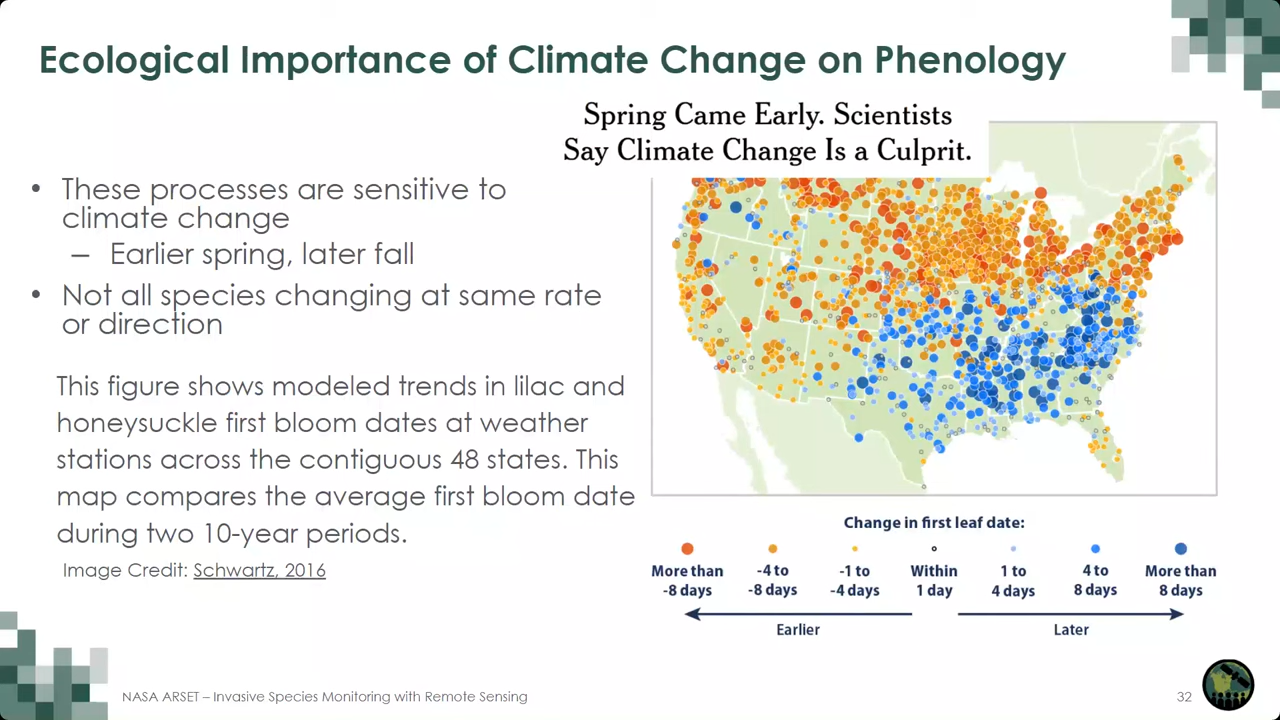 Ecological Importance of Climate Change on Phenology
Spring Came Early. Scientists
Say Climate Change Is a Culprit.
• These processes are sensitive to
climate change
– Earlier spring, later fall
• Not all species changing at same rate
or direction
This figure shows modeled trends in lilac and
honeysuckle first bloom dates at weather
stations across the contiguous 48 states. This
map compares the average first bloom date
during two 10-year periods.
Image Credit: Schwartz, 2016
Change in first leaf date:
More than
-8 days
-4 to
-8 days
-1 to
-4 days
Within
1 day
1 to
4 days
4 to
8 days
More than
8 days
Earlier
Later
NASA ARSET – Invasive Species Monitoring with Remote Sensing
32